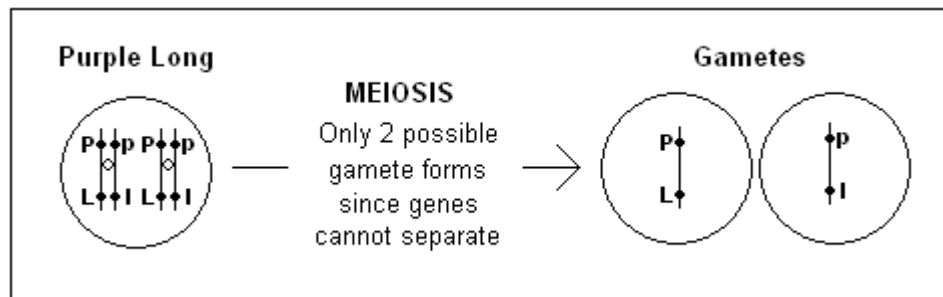 Purple Long
Gametes
MEIOSIS
Only 2 possible
gamete forms
since genes
cannot separate
P p P p
L l L l
P
L
p
l